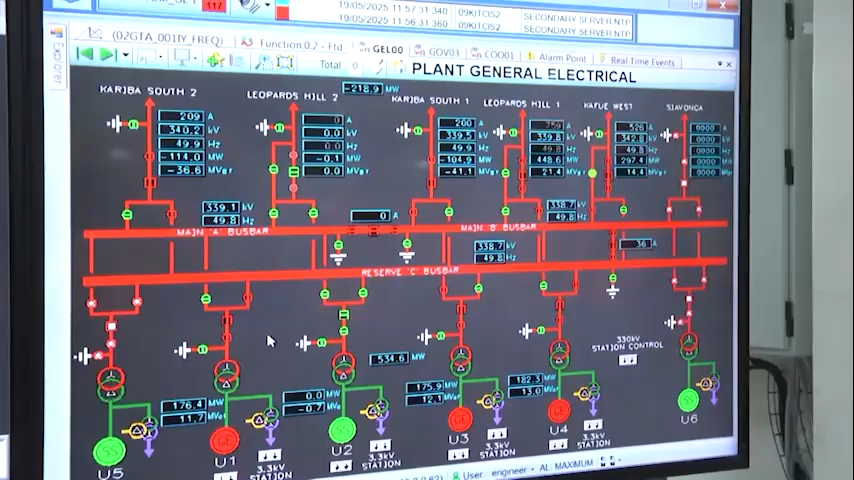 117
19/05/2025 11 57 31 340 09KITCIS2 SECONDARY SERVER NTP
19/05/2025 11 56 31 360 09KITCIS2 SECONDARY SERVER NTP
(02GTA_001IY_FREQ) Function:0.2 - Ftd GEL00 GOV03 COO01 Alarm Point Real Time Events
Explorer
Total 0
PLANT GENERAL ELECTRICAL
KARIBA SOUTH 2 LEOPARDS HILL 2 -218.9 MW KARIBA SOUTH 1 LEOPARDS HILL 1 KAFUE WEST SIAVONGA
209 A 0 A 200 A 759 A 526 A 0000 A
340.2 kV 0.0 kV 339.5 kV 339.8 kV 342.8 kV 0000 kV
49.9 Hz 0.0 Hz 49.9 Hz 49.8 Hz 49.8 Hz 0000 Hz
-114.0 MW -0.1 MW -104.9 MW 448.6 MW 297.4 MW 0000 MW
-36.6 MVar 0.0 MVar -41.1 MVar 21.4 MVar 14.4 MVar 0000 MVar
339.1 kV
49.8 Hz
0 A
338.7 kV
49.8 Hz
MAIN 'A' BUSBAR MAIN 'B' BUSBAR
338.7 kV
49.8 Hz
36 A
RESERVE 'C' BUSBAR
330kV
STATION CONTROL
534.6 MW
176.4 MW
11.7 MVar
0.0 MW
-0.7 MVar
175.9 MW
12.1 MVar
182.3 MW
13.0 MVar
SS GE SS GE GE SS
U5 U1 U2 U3 U4 U6
3.3kV
STATION
3.3kV
STATION
3.3kV
STATION
3.3kV
STATION
User engineer AL: MAXIMUM